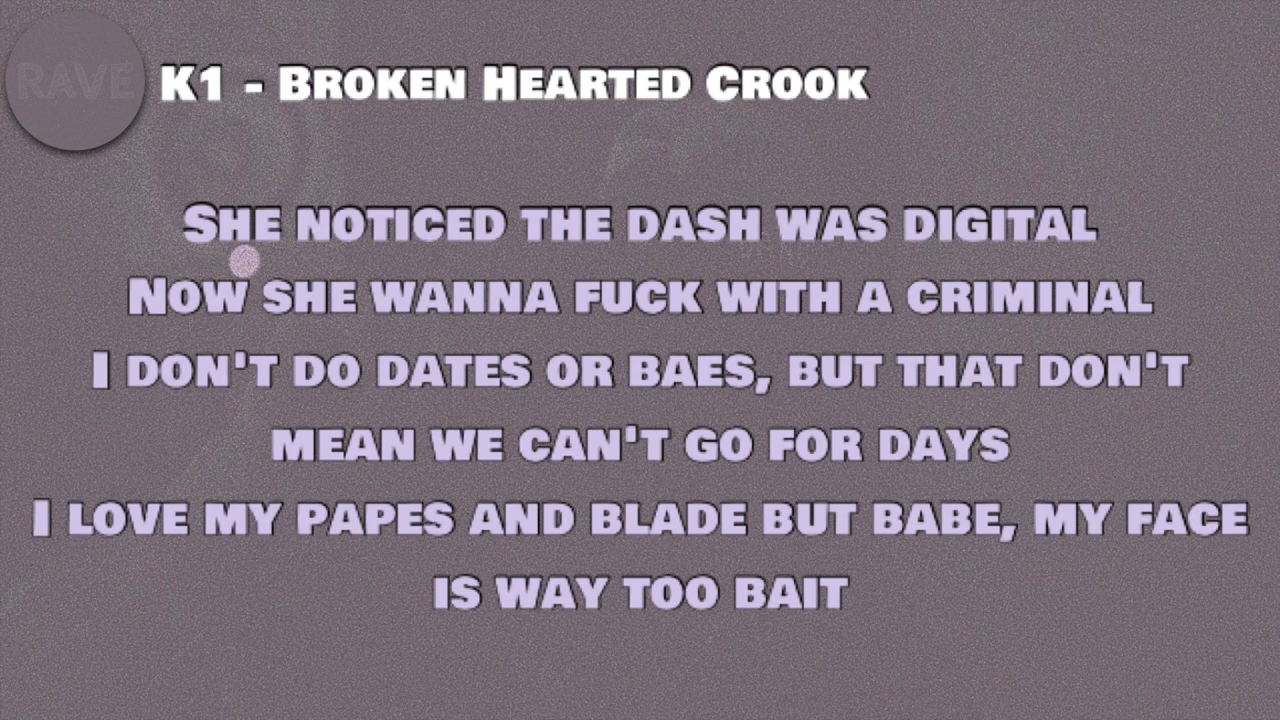 RAVE
K1 - Broken Hearted Crook
She noticed the dash was digital
Now she wanna fuck with a criminal
I don't do dates or baes, but that don't
mean we can't go for days
I love my papes and blade but babe, my face
is way too bait